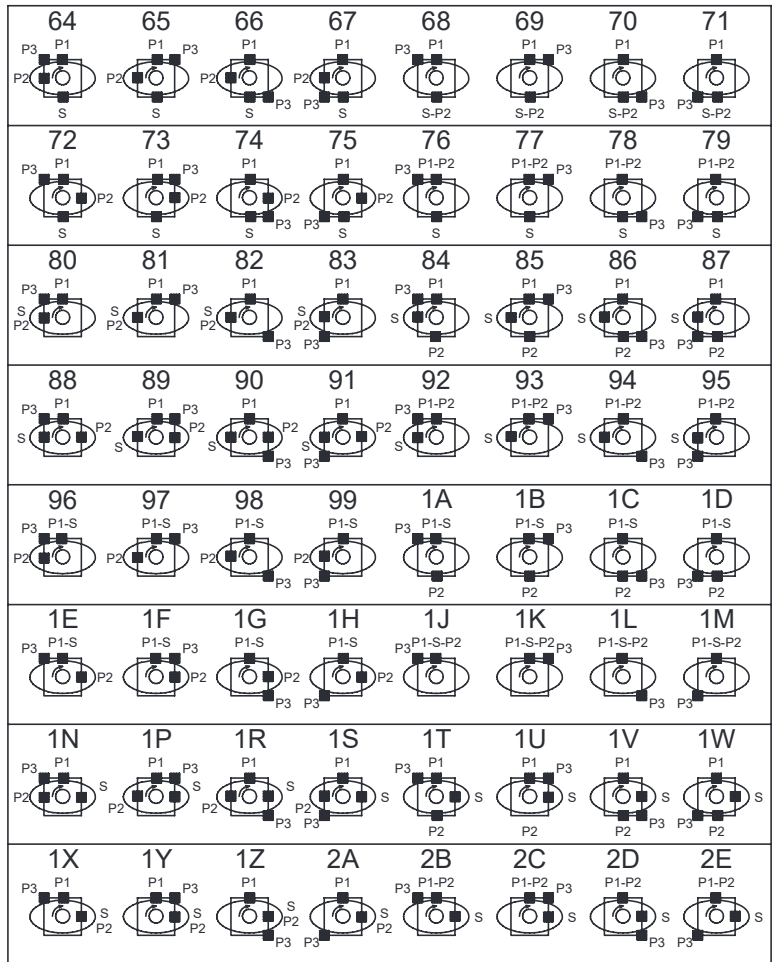 64 65 66 67 68 69 70 71
P3 P1 P1 P3 P1 P1 P3 P1 P1 P3 P1 P1
P2 P2 P2 P2
P3 P3 P3 P3
S S S S S-P2 S-P2 S-P2 S-P2
72 73 74 75 76 77 78 79
P3 P1 P1 P3 P1 P1 P3 P1-P2 P1-P2 P3 P1-P2 P1-P2
P2 P2 P2 P2
P3 P3 P3 P3
S S S S S S S S
80 81 82 83 84 85 86 87
P3 P1 P1 P3 P1 P1 P3 P1 P1 P3 P1 P1
S S S S S S S S
P2 P2 P2 P2
P3 P3 P3 P3
P2 P2 P2 P2
88 89 90 91 92 93 94 95
P3 P1 P1 P3 P1 P1 P3 P1-P2 P1-P2 P3 P1-P2 P1-P2
P2 P2 P2 P2
S S S S S S S S
P3 P3 P3 P3
96 97 98 99 1A 1B 1C 1D
P3 P1-S P1-S P3 P1-S P1-S P3 P1-S P1-S P3 P1-S P1-S
P2 P2 P2 P2
P3 P3 P3 P3
P2 P2 P2 P2
1E 1F 1G 1H 1J 1K 1L 1M
P3 P1-S P1-S P3 P1-S P1-S P3 P1-S-P2 P1-S-P2 P3 P1-S-P2 P1-S-P2
P2 P2 P2 P2
P3 P3 P3 P3
1N 1P 1R 1S 1T 1U 1V 1W
P3 P1 P1 P3 P1 P1 P3 P1 P1 P3 P1 P1
S S S S S S S S
P2 P2 P2 P2
P3 P3 P3 P3
P2 P2 P2 P2
1X 1Y 1Z 2A 2B 2C 2D 2E
P3 P1 P1 P3 P1 P1 P3 P1-P2 P1-P2 P3 P1-P2 P1-P2
S S S S S S S S
P2 P2 P2 P2
P3 P3 P3 P3